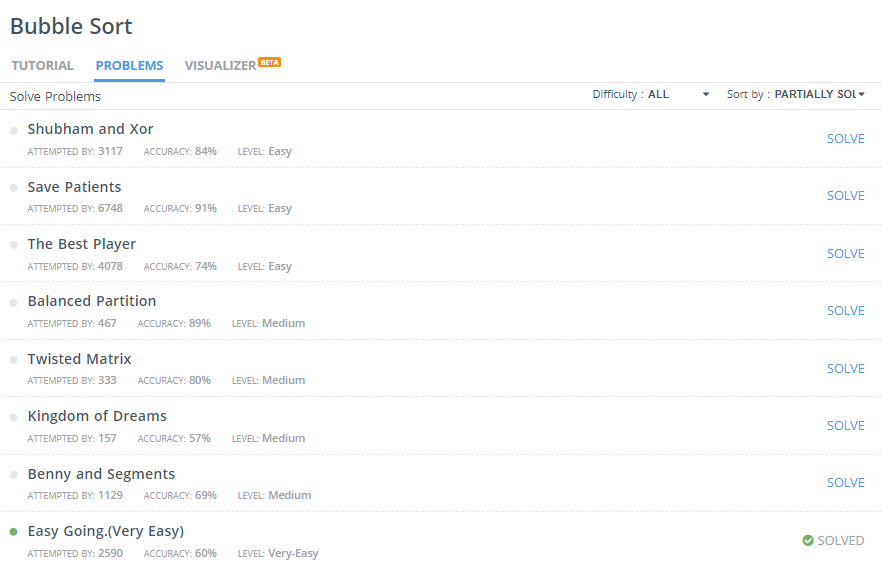 Bubble Sort
TUTORIAL PROBLEMS VISUALIZER BETA
Solve Problems Difficulty : ALL Sort by : PARTIALLY SOL
Shubham and Xor
SOLVE
ATTEMPTED BY: 3117 ACCURACY: 84% LEVEL: Easy
Save Patients
SOLVE
ATTEMPTED BY: 6748 ACCURACY: 91% LEVEL: Easy
The Best Player
SOLVE
ATTEMPTED BY: 4078 ACCURACY: 74% LEVEL: Easy
Balanced Partition
SOLVE
ATTEMPTED BY: 467 ACCURACY: 89% LEVEL: Medium
Twisted Matrix
SOLVE
ATTEMPTED BY: 333 ACCURACY: 80% LEVEL: Medium
Kingdom of Dreams
SOLVE
ATTEMPTED BY: 157 ACCURACY: 57% LEVEL: Medium
Benny and Segments
SOLVE
ATTEMPTED BY: 1129 ACCURACY: 69% LEVEL: Medium
Easy Going.(Very Easy)
SOLVED
ATTEMPTED BY: 2590 ACCURACY: 60% LEVEL: Very-Easy